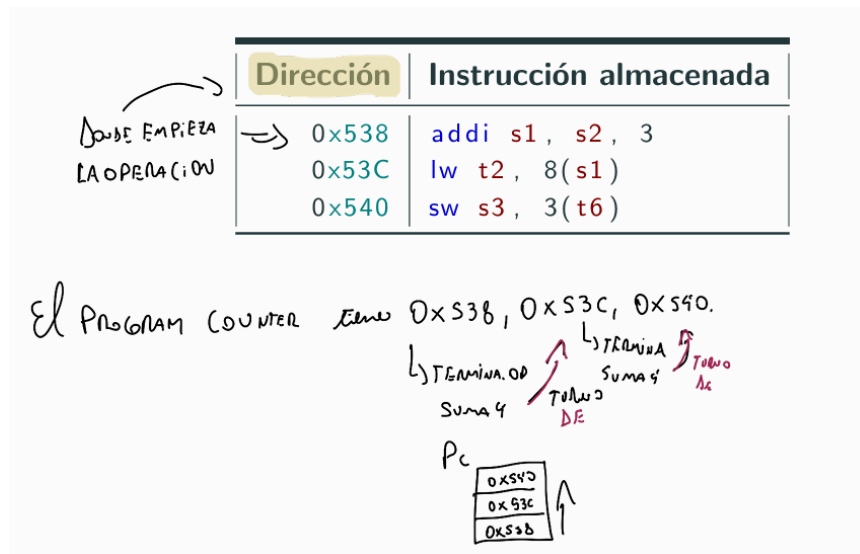 Dirección Instrucción almacenada
DONDE EMPIEZA
LA OPERACION
0x538 addi s1, s2, 3
0x53C lw t2, 8(s1)
0x540 sw s3, 3(t6)
El PROGRAM COUNTER tiene 0x538, 0x53C, 0x540.
TERMINA OP
SUMA 4
TURNO
DE
TERMINA
SUMA 4
TURNO
DE
PC
0x540
0x53C
0x538